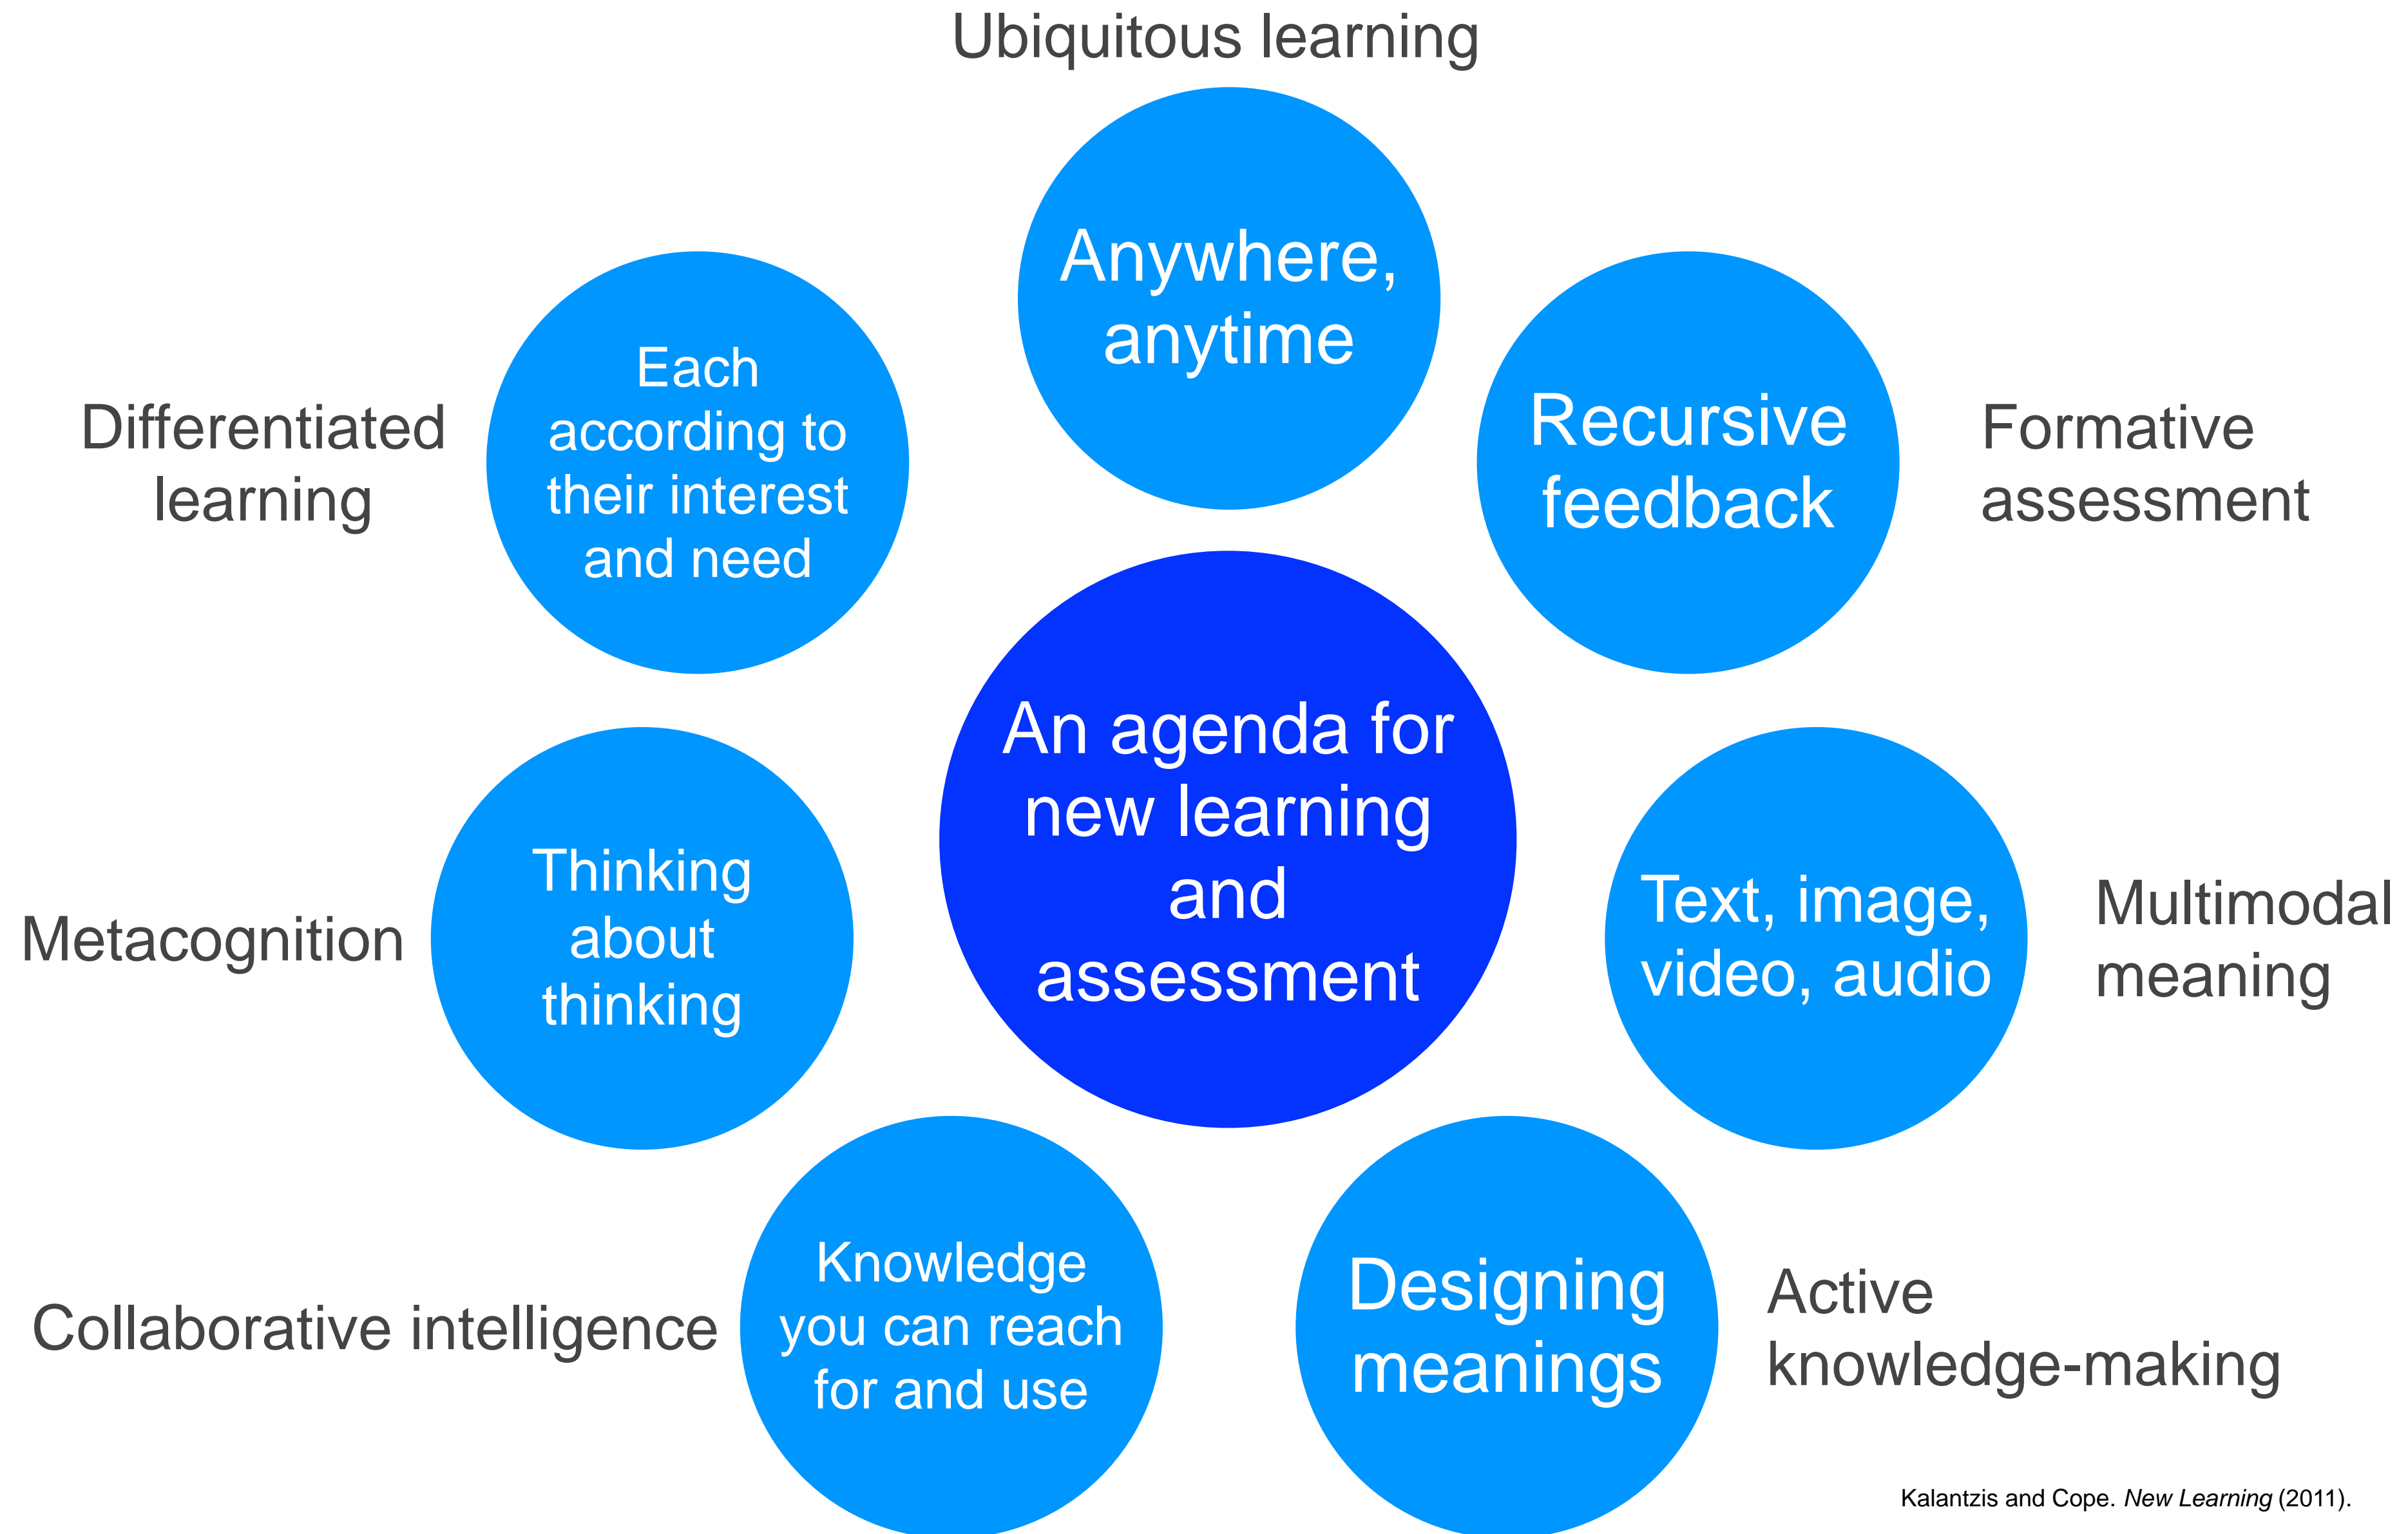 Ubiquitous learning
Anywhere,
anytime
Recursive
feedback
Formative
assessment
Text, image,
video, audio
Multimodal
meaning
Designing
meanings
Active
knowledge-making
Knowledge
you can reach
for and use
Collaborative intelligence
Thinking
about
thinking
Metacognition
Each
according to
their interest
and need
Differentiated
learning
An agenda for
new learning
and
assessment
Kalantzis and Cope. New Learning (2011).